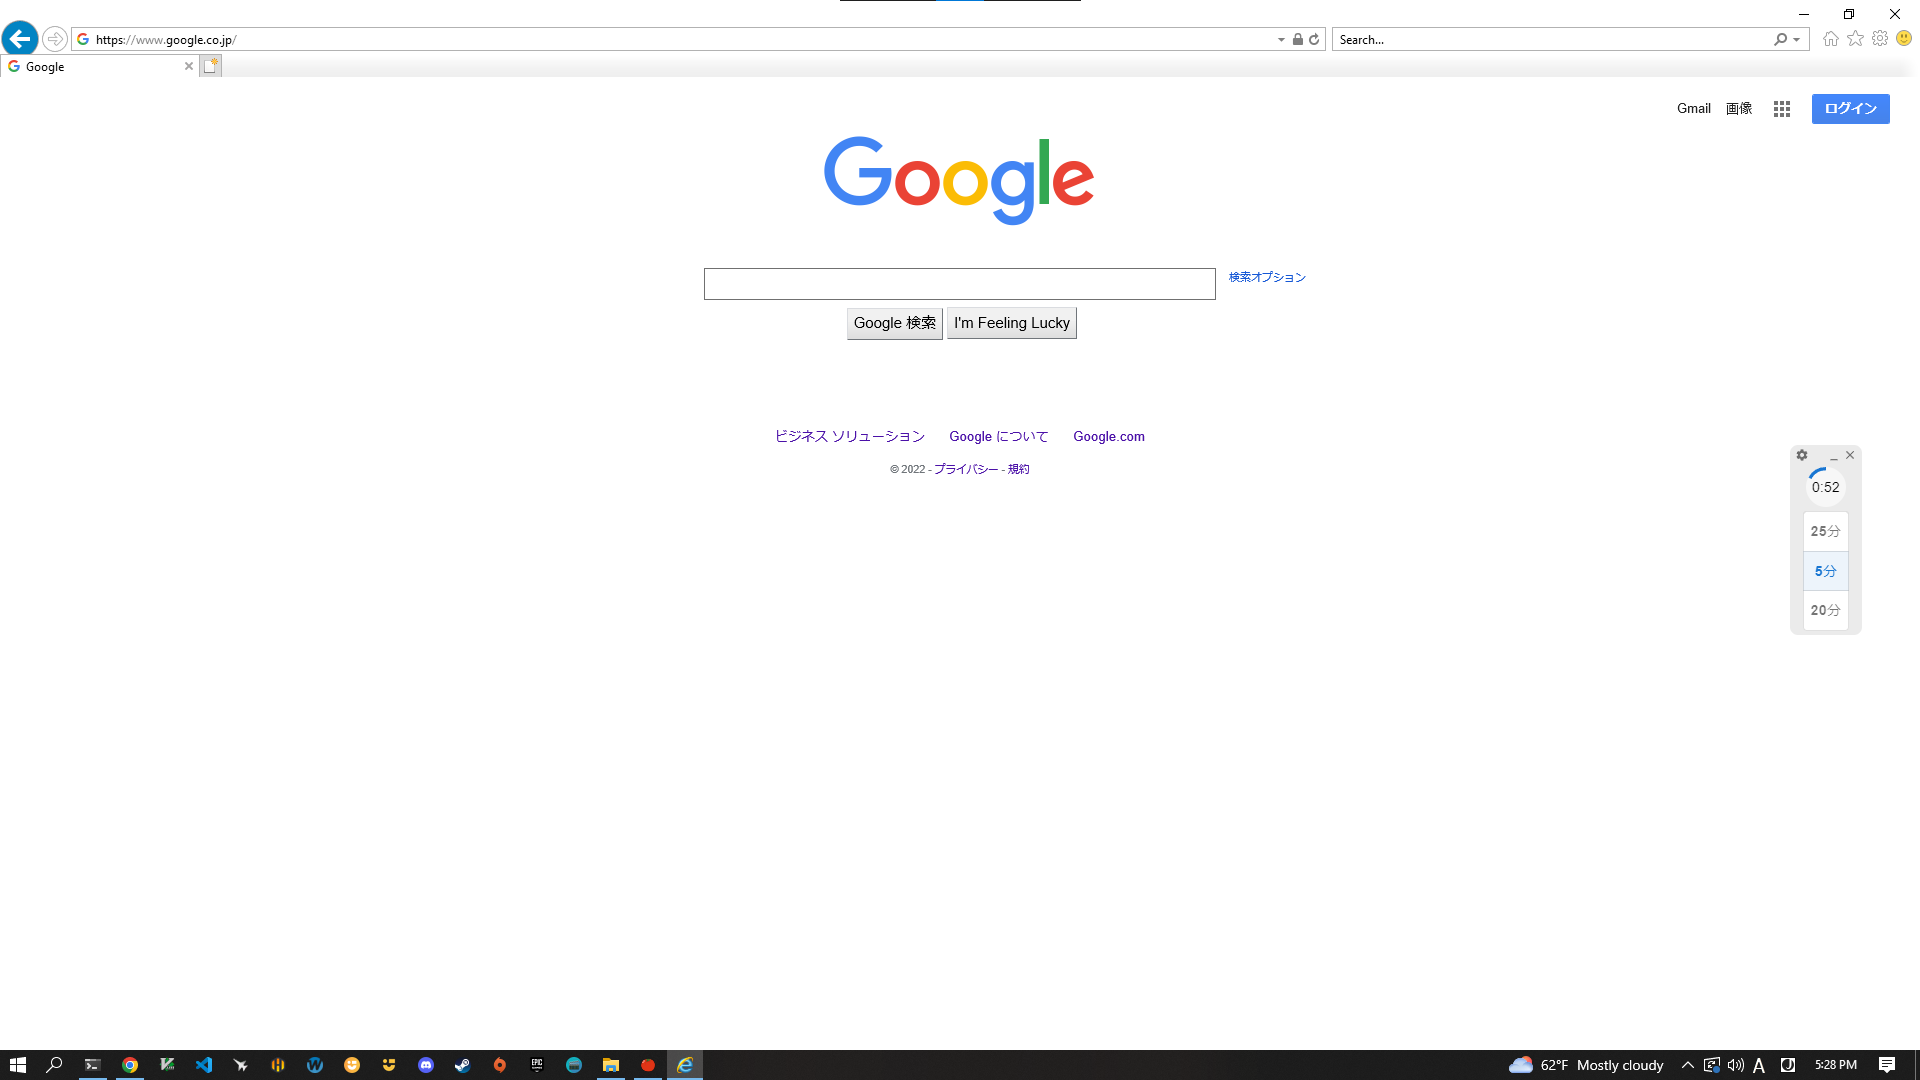 https://www.google.co.jp/
Search...
Google
Gmail 画像 ログイン
Google
検索オプション
Google 検索 I'm Feeling Lucky
ビジネス ソリューション Google について Google.com
© 2022 - プライバシー - 規約
0:52
25分
5分
20分
62°F Mostly cloudy A 5:28 PM